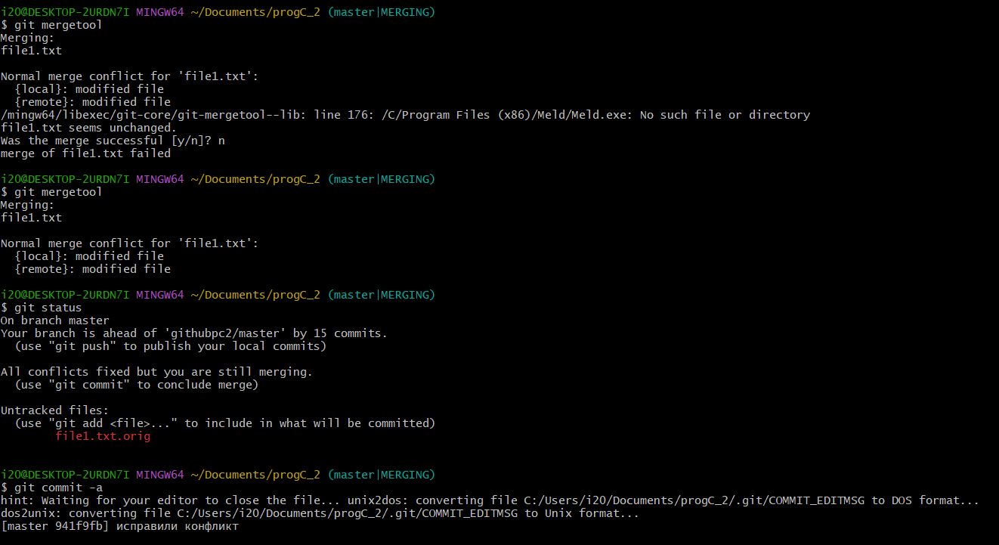 i20@DESKTOP-2URDN7I MINGW64 ~/Documents/progC_2 (master|MERGING)
$ git mergetool
Merging:
file1.txt

Normal merge conflict for 'file1.txt':
  {local}: modified file
  {remote}: modified file
/mingw64/libexec/git-core/git-mergetool--lib: line 176: /C/Program Files (x86)/Meld/Meld.exe: No such file or directory
file1.txt seems unchanged.
Was the merge successful [y/n]? n
merge of file1.txt failed

i20@DESKTOP-2URDN7I MINGW64 ~/Documents/progC_2 (master|MERGING)
$ git mergetool
Merging:
file1.txt

Normal merge conflict for 'file1.txt':
  {local}: modified file
  {remote}: modified file

i20@DESKTOP-2URDN7I MINGW64 ~/Documents/progC_2 (master|MERGING)
$ git status
On branch master
Your branch is ahead of 'githubpc2/master' by 15 commits.
  (use "git push" to publish your local commits)

All conflicts fixed but you are still merging.
  (use "git commit" to conclude merge)

Untracked files:
  (use "git add <file>..." to include in what will be committed)
        file1.txt.orig

i20@DESKTOP-2URDN7I MINGW64 ~/Documents/progC_2 (master|MERGING)
$ git commit -a
hint: Waiting for your editor to close the file... unix2dos: converting file C:/Users/i20/Documents/progC_2/.git/COMMIT_EDITMSG to DOS format...
dos2unix: converting file C:/Users/i20/Documents/progC_2/.git/COMMIT_EDITMSG to Unix format...
[master 941f9fb] исправили конфликт